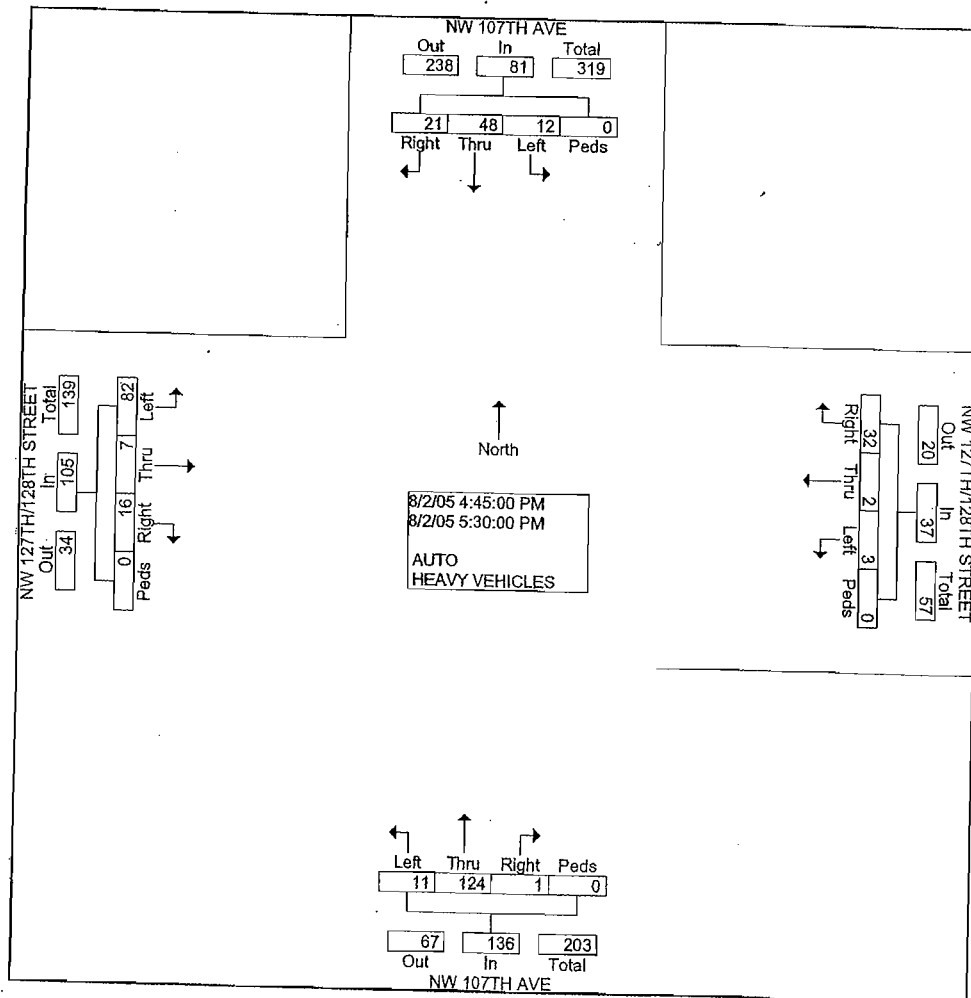 NW 107TH AVE
Out In Total
238 81 319
21 48 12 0
Right Thru Left Peds
NW 127TH/128TH STREET
Total In Out
139 105 34
82 7 16 0
Left Thru Right Peds
North
8/2/05 4:45:00 PM
8/2/05 5:30:00 PM
AUTO
HEAVY VEHICLES
Right Thru Left Peds
32 2 3 0
Out In Total
20 37 57
NW 127TH/128TH STREET
Left Thru Right Peds
11 124 1 0
67 136 203
Out In Total
NW 107TH AVE